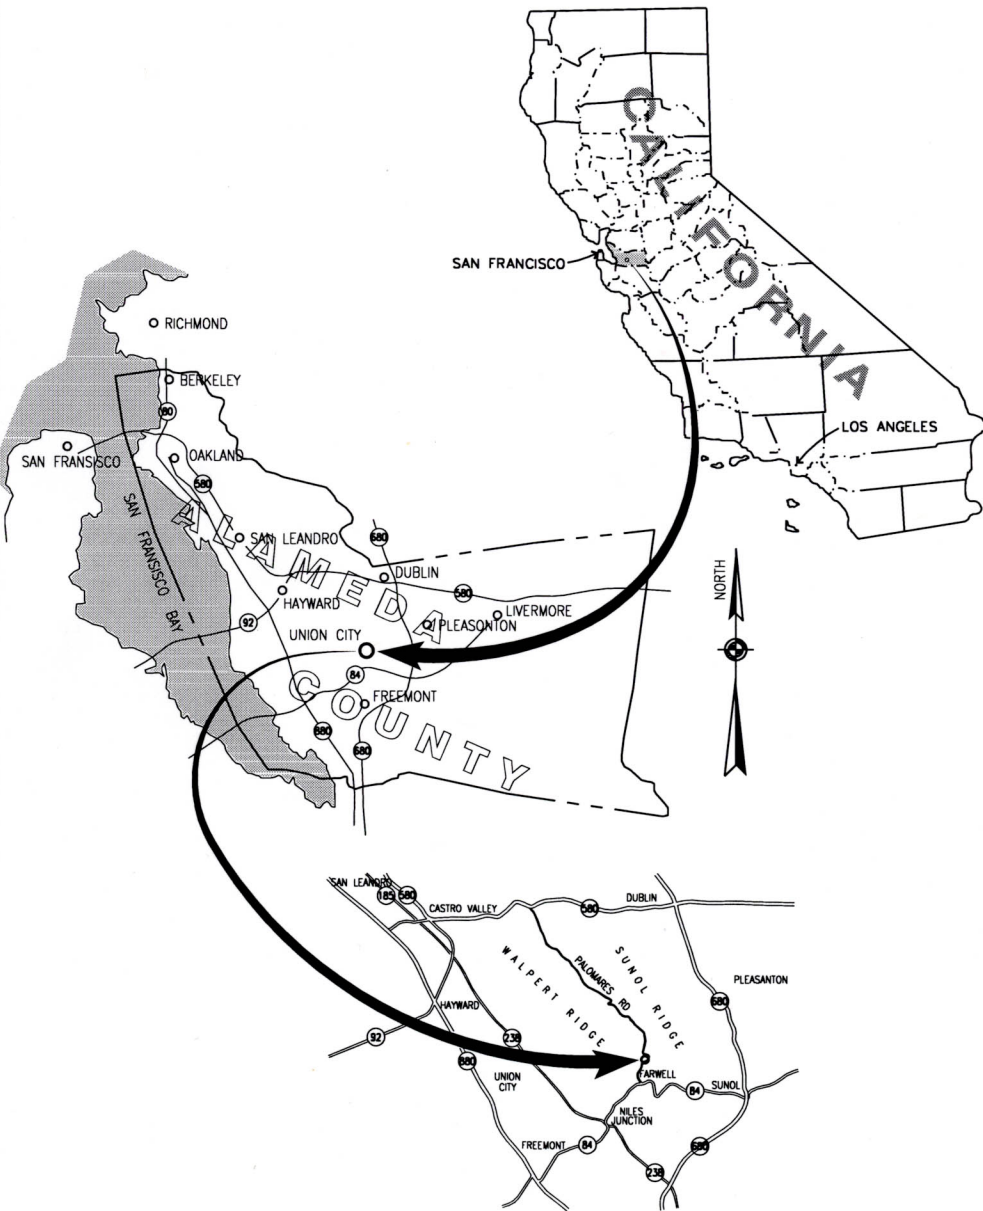 CALIFORNIA
SAN FRANCISCO
LOS ANGELES
RICHMOND
BERKELEY
80
SAN FRANSISCO
OAKLAND
580
SAN FRANSISCO BAY
ALAMEDA
COUNTY
SAN LEANDRO
680
DUBLIN
580
HAYWARD
LIVERMORE
92
PLEASONTON
UNION CITY
84
FREEMONT
880
680
NORTH
SAN LEANDRO
185
580
CASTRO VALLEY
580
DUBLIN
WALPERT RIDGE
PALOMARES RD
SUNOL RIDGE
PLEASANTON
680
HAYWARD
92
238
880
UNION
CITY
FARWELL
84
SUNOL
NILES
JUNCTION
FREEMONT
84
680
238